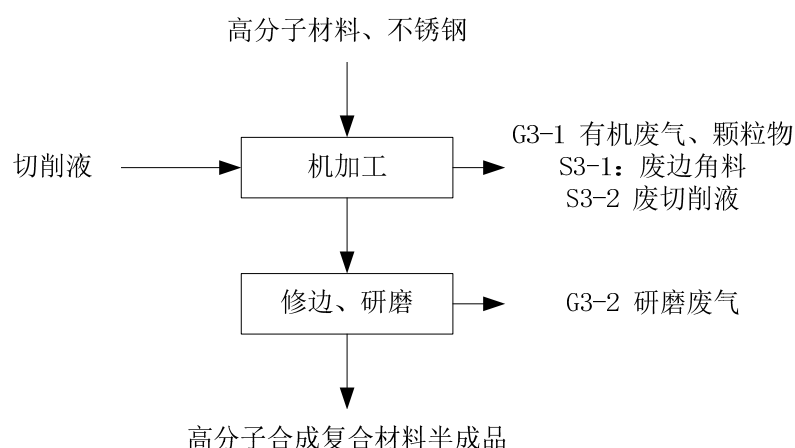 高分子材料、不锈钢
G3-1 有机废气、颗粒物
切削液
机加工
S3-1：废边角料
S3-2 废切削液
修边、研磨
G3-2 研磨废气
高分子合成复合材料半成品